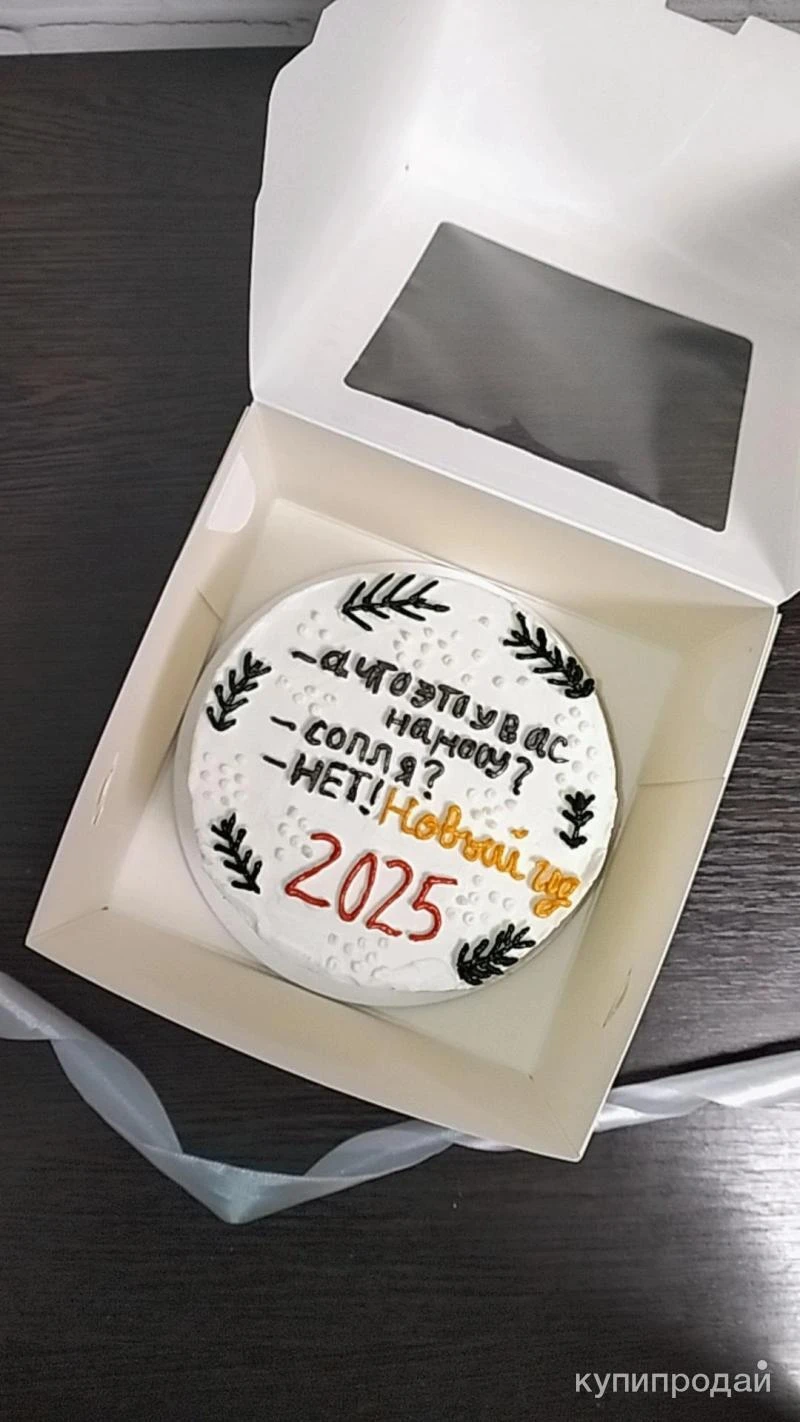 -а что это у вас
на носу?
- сопля?
- НЕТ! Новый год
2025
купипродай